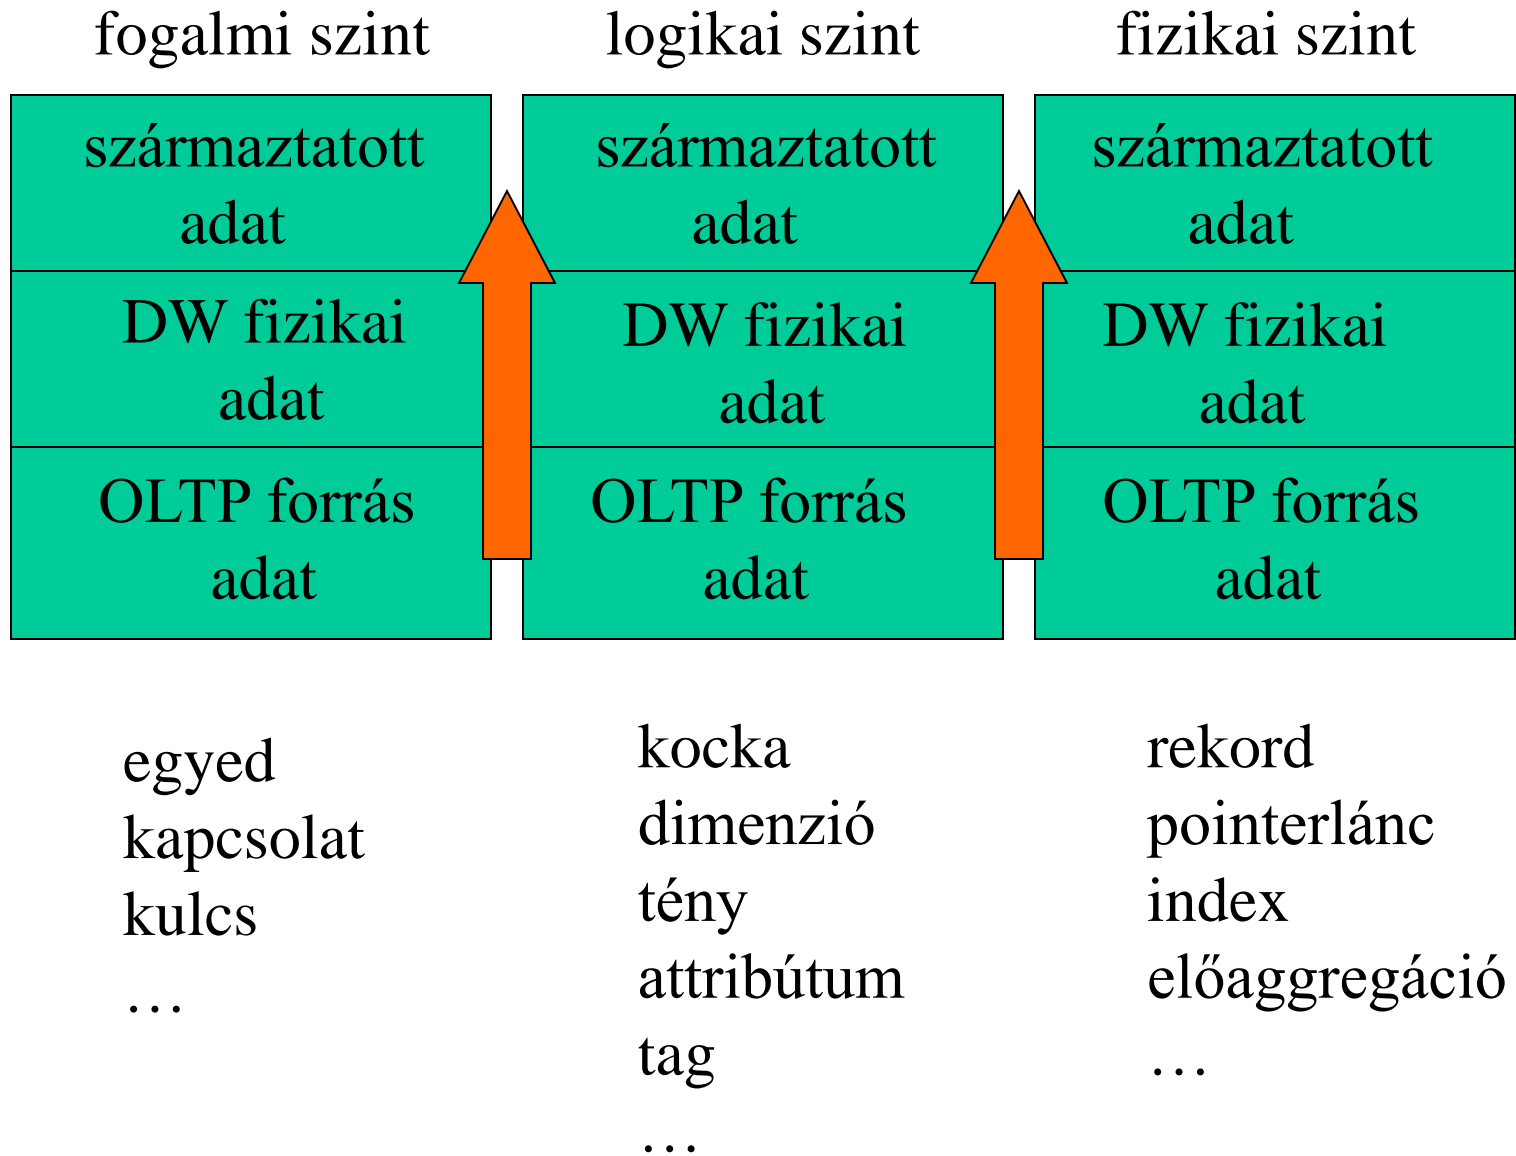 fogalmi szint
logikai szint
fizikai szint
származtatott
adat
DW fizikai
adat
OLTP forrás
adat
származtatott
adat
DW fizikai
adat
OLTP forrás
adat
származtatott
adat
DW fizikai
adat
OLTP forrás
adat
egyed
kapcsolat
kulcs
…
kocka
dimenzió
tény
attribútum
tag
…
rekord
pointerlánc
index
előaggregáció
…